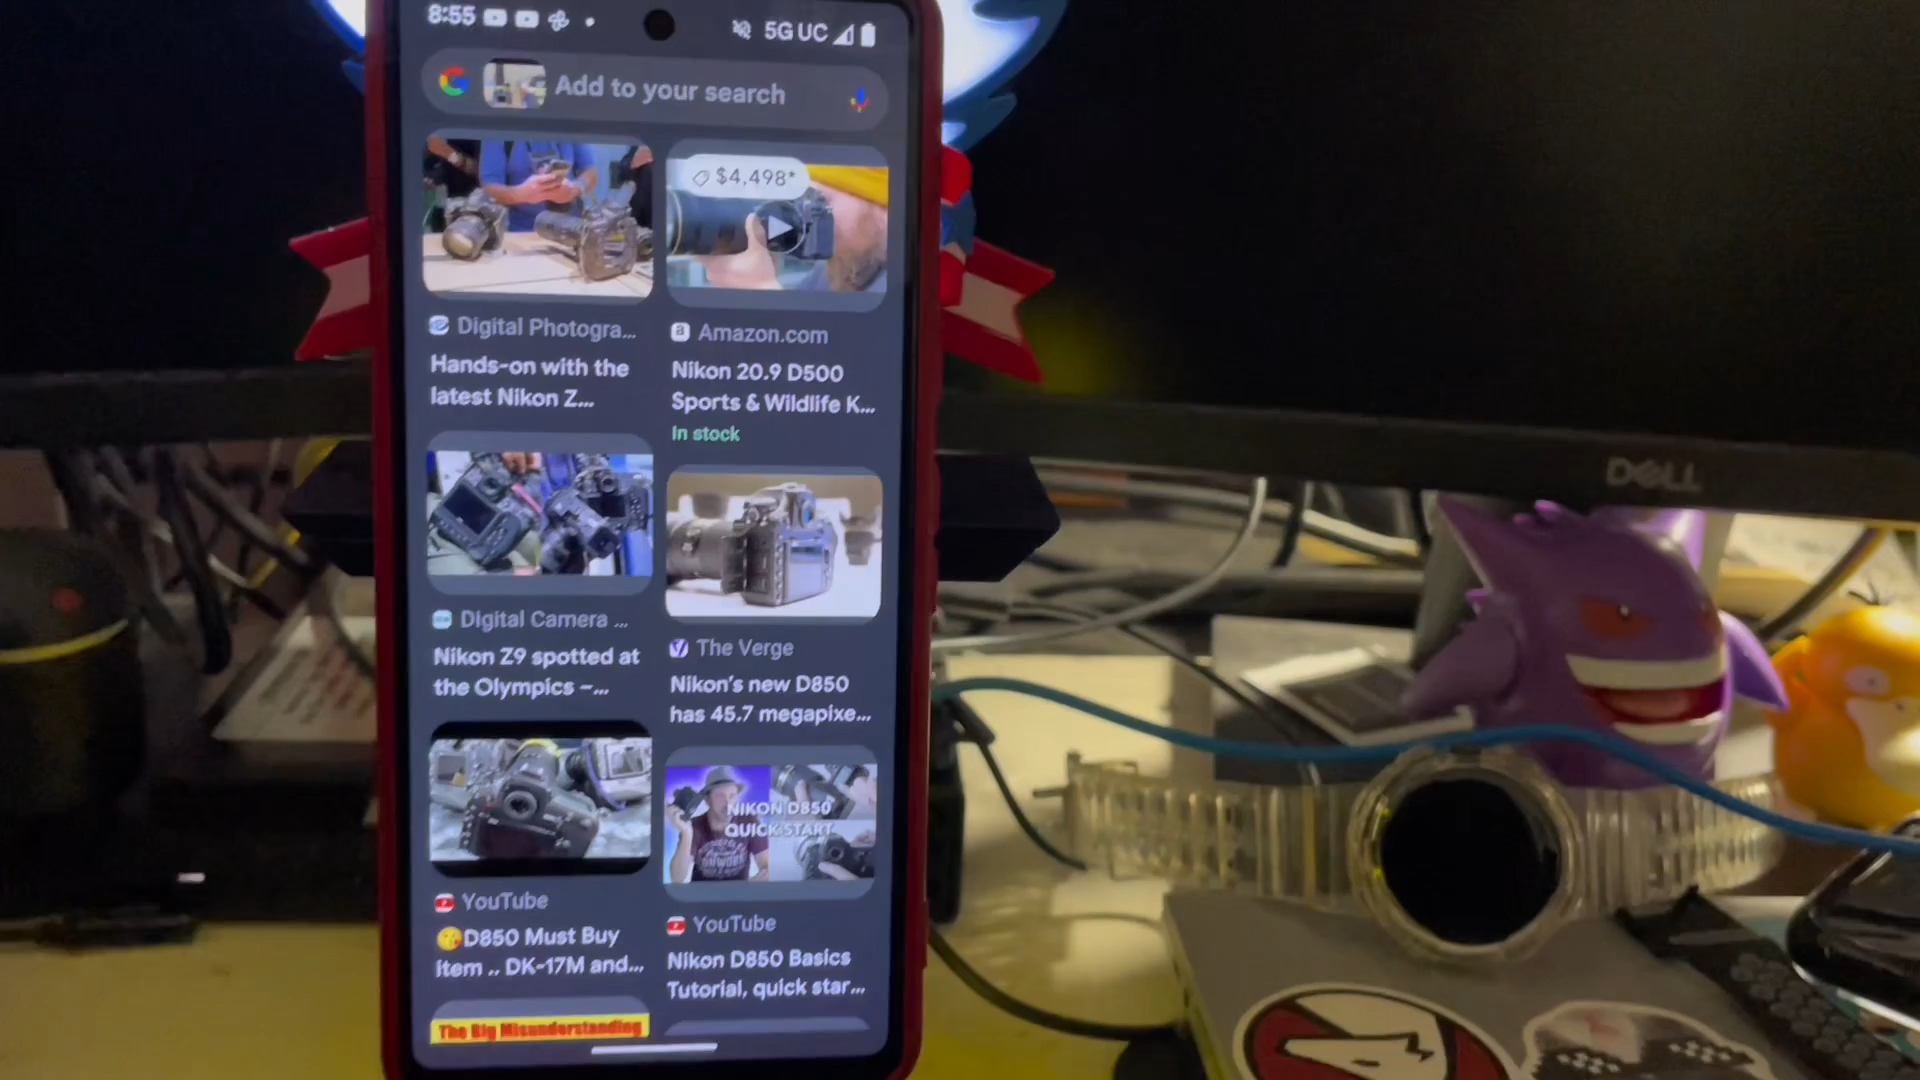 8:55
5G UC
Add to your search
Digital Photogra...
Hands-on with the
latest Nikon Z...
$4,498*
Amazon.com
Nikon 20.9 D500
Sports & Wildlife K...
In stock
Digital Camera ...
Nikon Z9 spotted at
the Olympics –...
The Verge
Nikon's new D850
has 45.7 megapixe...
YouTube
D850 Must Buy
item .. DK-17M and...
NIKON D850
QUICK START
YouTube
Nikon D850 Basics
Tutorial, quick star...
The Big Misunderstanding
DELL